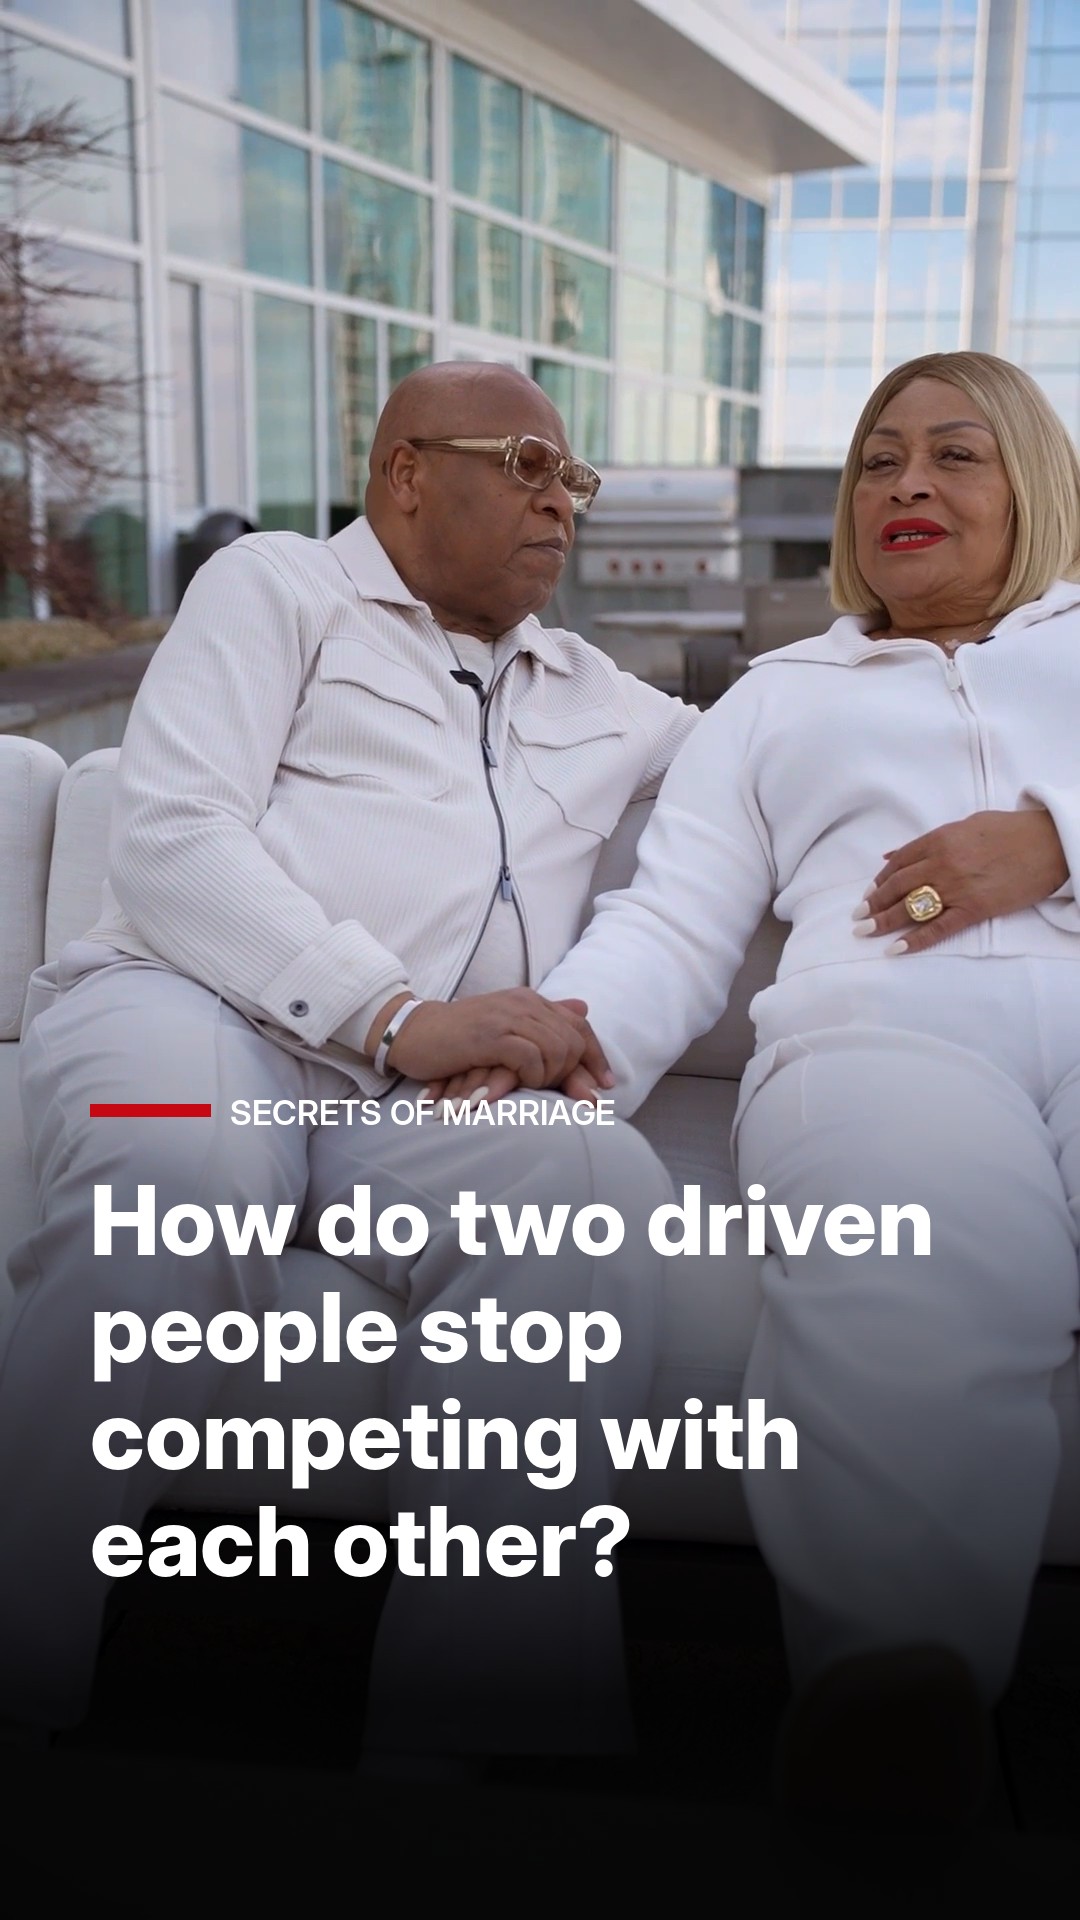 SECRETS OF MARRIAGE
How do two driven
people stop
competing with
each other?